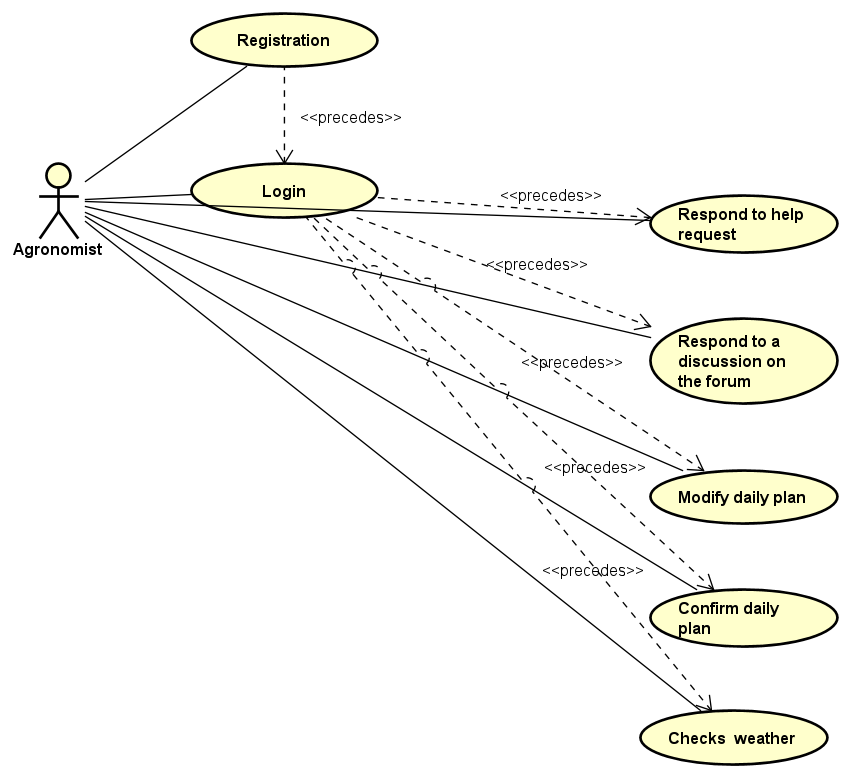 Registration
<<precedes>>
Login
<<precedes>>
Respond to help
request
Agronomist
<<precedes>>
Respond to a
discussion on
the forum
<<precedes>>
<<precedes>>
Modify daily plan
<<precedes>>
Confirm daily
plan
Checks  weather